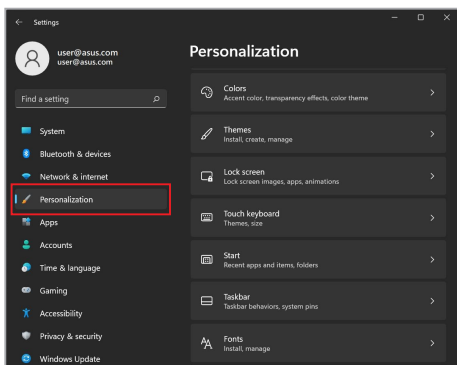 Settings
user@asus.com
user@asus.com
Find a setting
System
Bluetooth & devices
Network & internet
Personalization
Apps
Accounts
Time & language
Gaming
Accessibility
Privacy & security
Windows Update
Personalization
Colors
Accent color, transparency effects, color theme
Themes
Install, create, manage
Lock screen
Lock screen images, apps, animations
Touch keyboard
Themes, size
Start
Recent apps and items, folders
Taskbar
Taskbar behaviors, system pins
Fonts
Install, manage